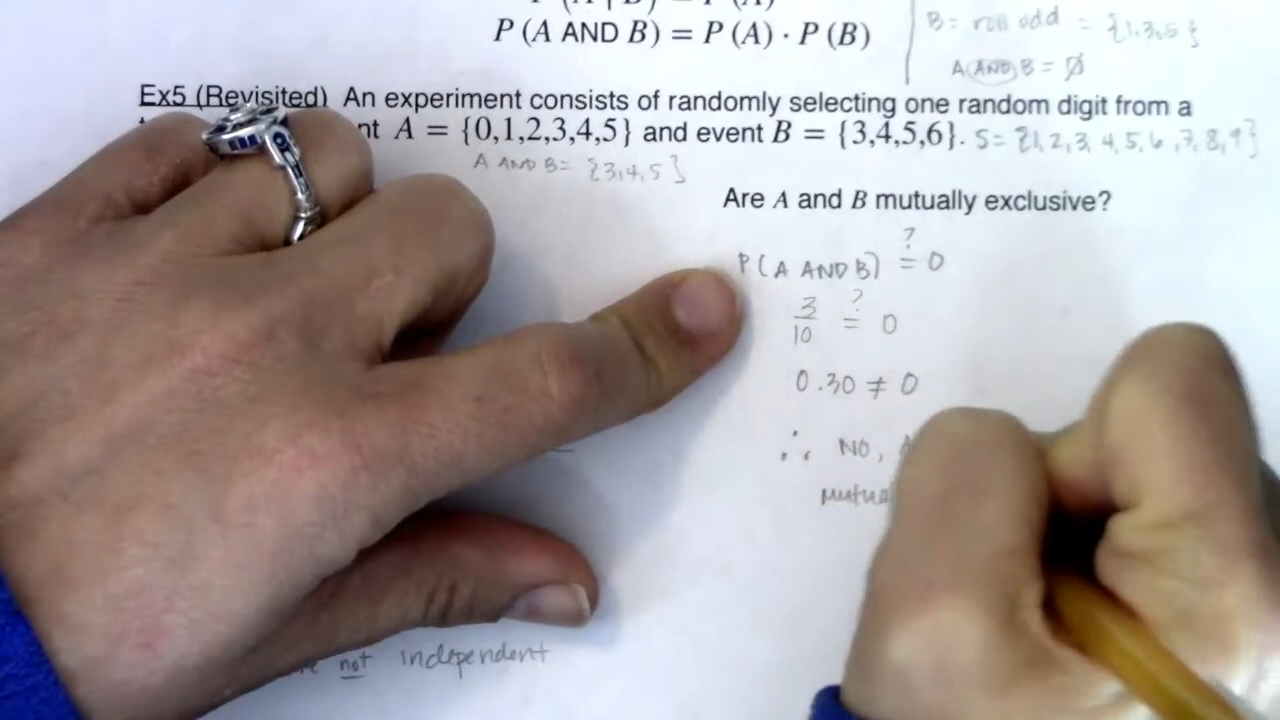 P (A AND B) = P (A) · P (B)
B = roll odd = {1,3,5}
A AND B = ∅
Ex5 (Revisited) An experiment consists of randomly selecting one random digit from a
A = {0,1,2,3,4,5} and event B = {3,4,5,6}. S = {1, 2, 3, 4, 5, 6, 7, 8, 9}
A AND B = {3,4,5}
Are A and B mutually exclusive?
P(A AND B) ?= 0
3/10 ?= 0
0.30 ≠ 0
∴ NO,
not independent